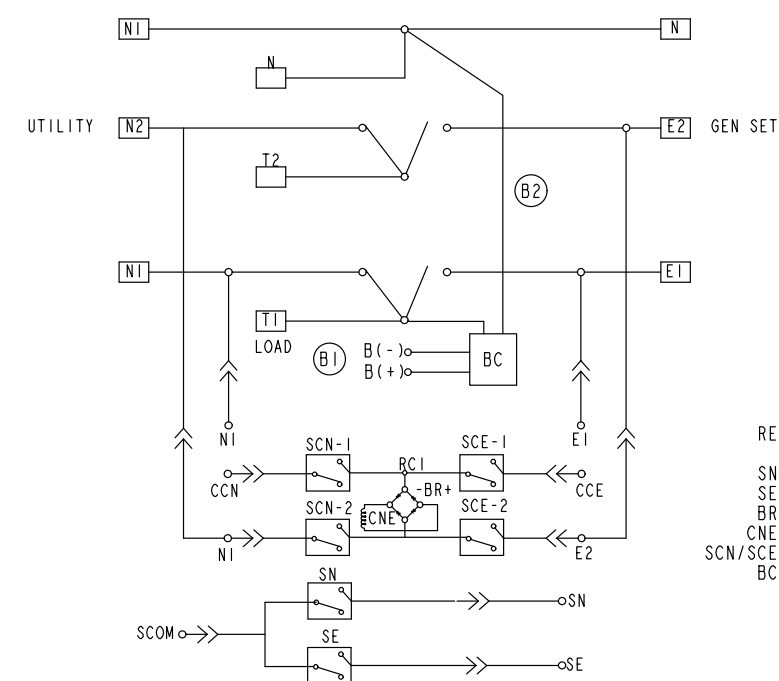 N1 N
N
UTILITY N2 E2 GEN SET
T2
B2
N1 E1
T1
LOAD B1 B(-) BC
B(+)
N1 E1 RE
SCN-1 SCE-1
RC1 SN
CCN -BR+ CCE SE
SCN-2 SCE-2 BR
CNE CNE
N1 E2 SCN/SCE
BC
SN
SN
SCOM
SE
SE